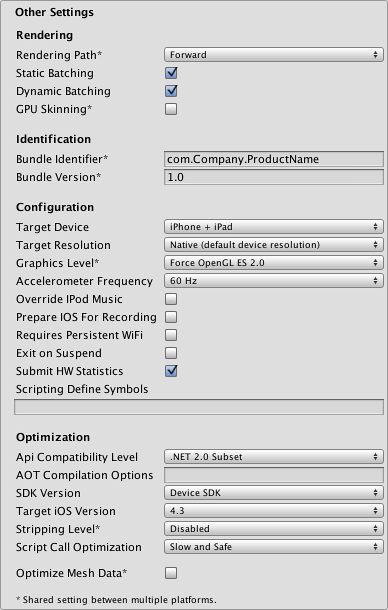 Other Settings
Rendering
Rendering Path* Forward
Static Batching
Dynamic Batching
GPU Skinning*
Identification
Bundle Identifier* com.Company.ProductName
Bundle Version* 1.0
Configuration
Target Device iPhone + iPad
Target Resolution Native (default device resolution)
Graphics Level* Force OpenGL ES 2.0
Accelerometer Frequency 60 Hz
Override IPod Music
Prepare IOS For Recording
Requires Persistent WiFi
Exit on Suspend
Submit HW Statistics
Scripting Define Symbols
Optimization
Api Compatibility Level .NET 2.0 Subset
AOT Compilation Options
SDK Version Device SDK
Target iOS Version 4.3
Stripping Level* Disabled
Script Call Optimization Slow and Safe
Optimize Mesh Data*
* Shared setting between multiple platforms.